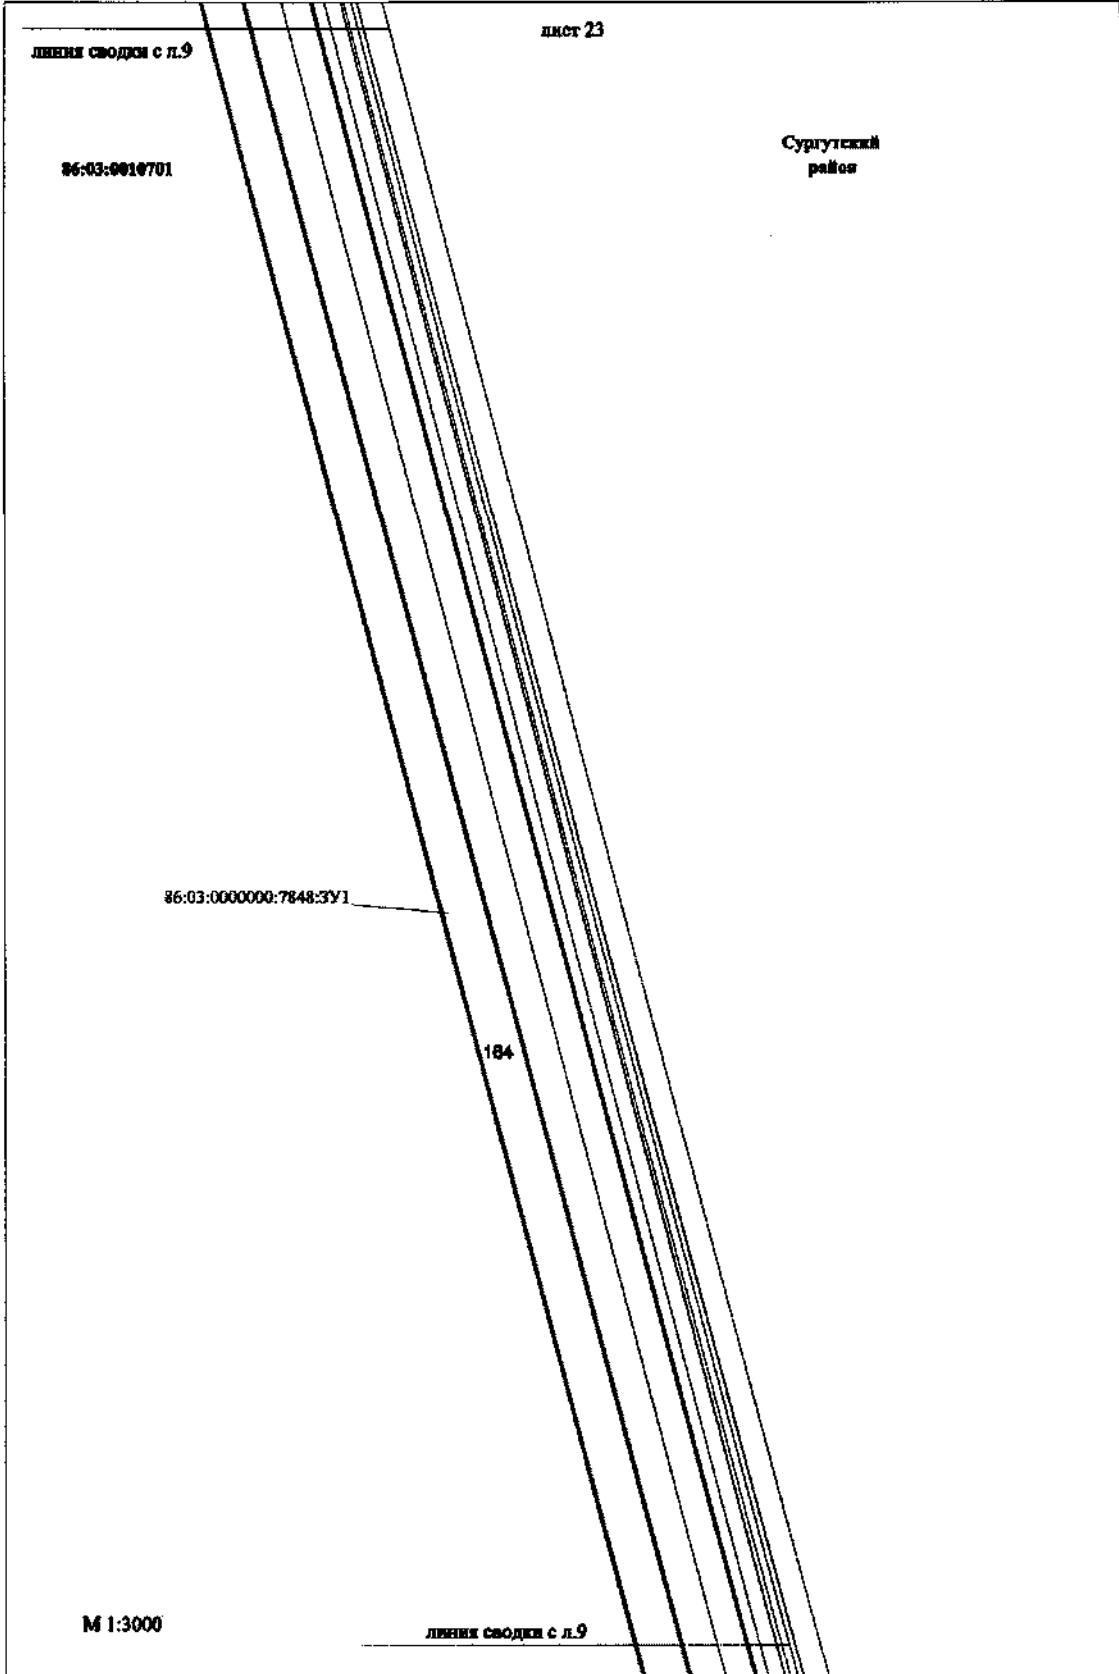 лист 23
линия сводки с л.9
Сургутский
район
86:03:0010701
86:03:0000000:7848:ЗУ1
184
М 1:3000
линия сводки с л.9